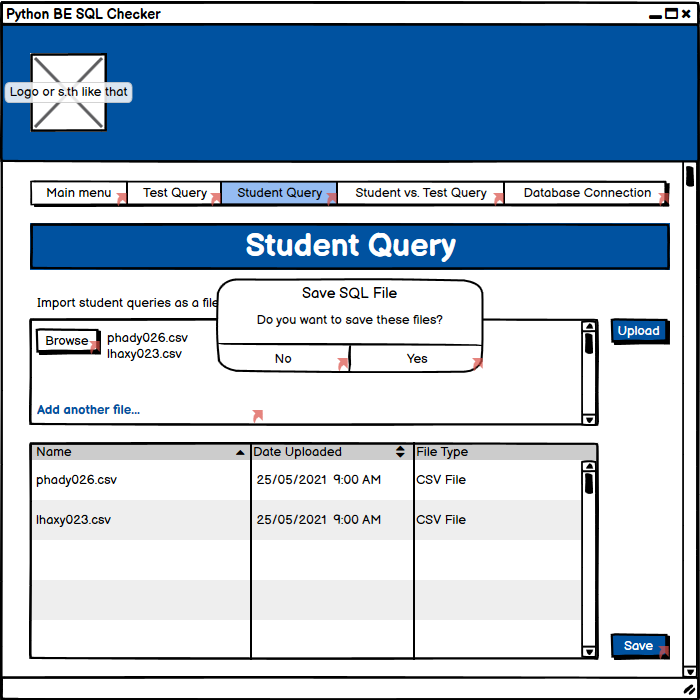 Python BE SQL Checker
Logo or s.th like that
Main menu
Test Query
Student Query
Student vs. Test Query
Database Connection
Student Query
Import student queries as a file
Save SQL File
Do you want to save these files?
No
Yes
Browse
phady026.csv
lhaxy023.csv
Upload
Add another file...
Name
Date Uploaded
File Type
phady026.csv
25/05/2021 9:00 AM
CSV File
lhaxy023.csv
25/05/2021 9:00 AM
CSV File
Save